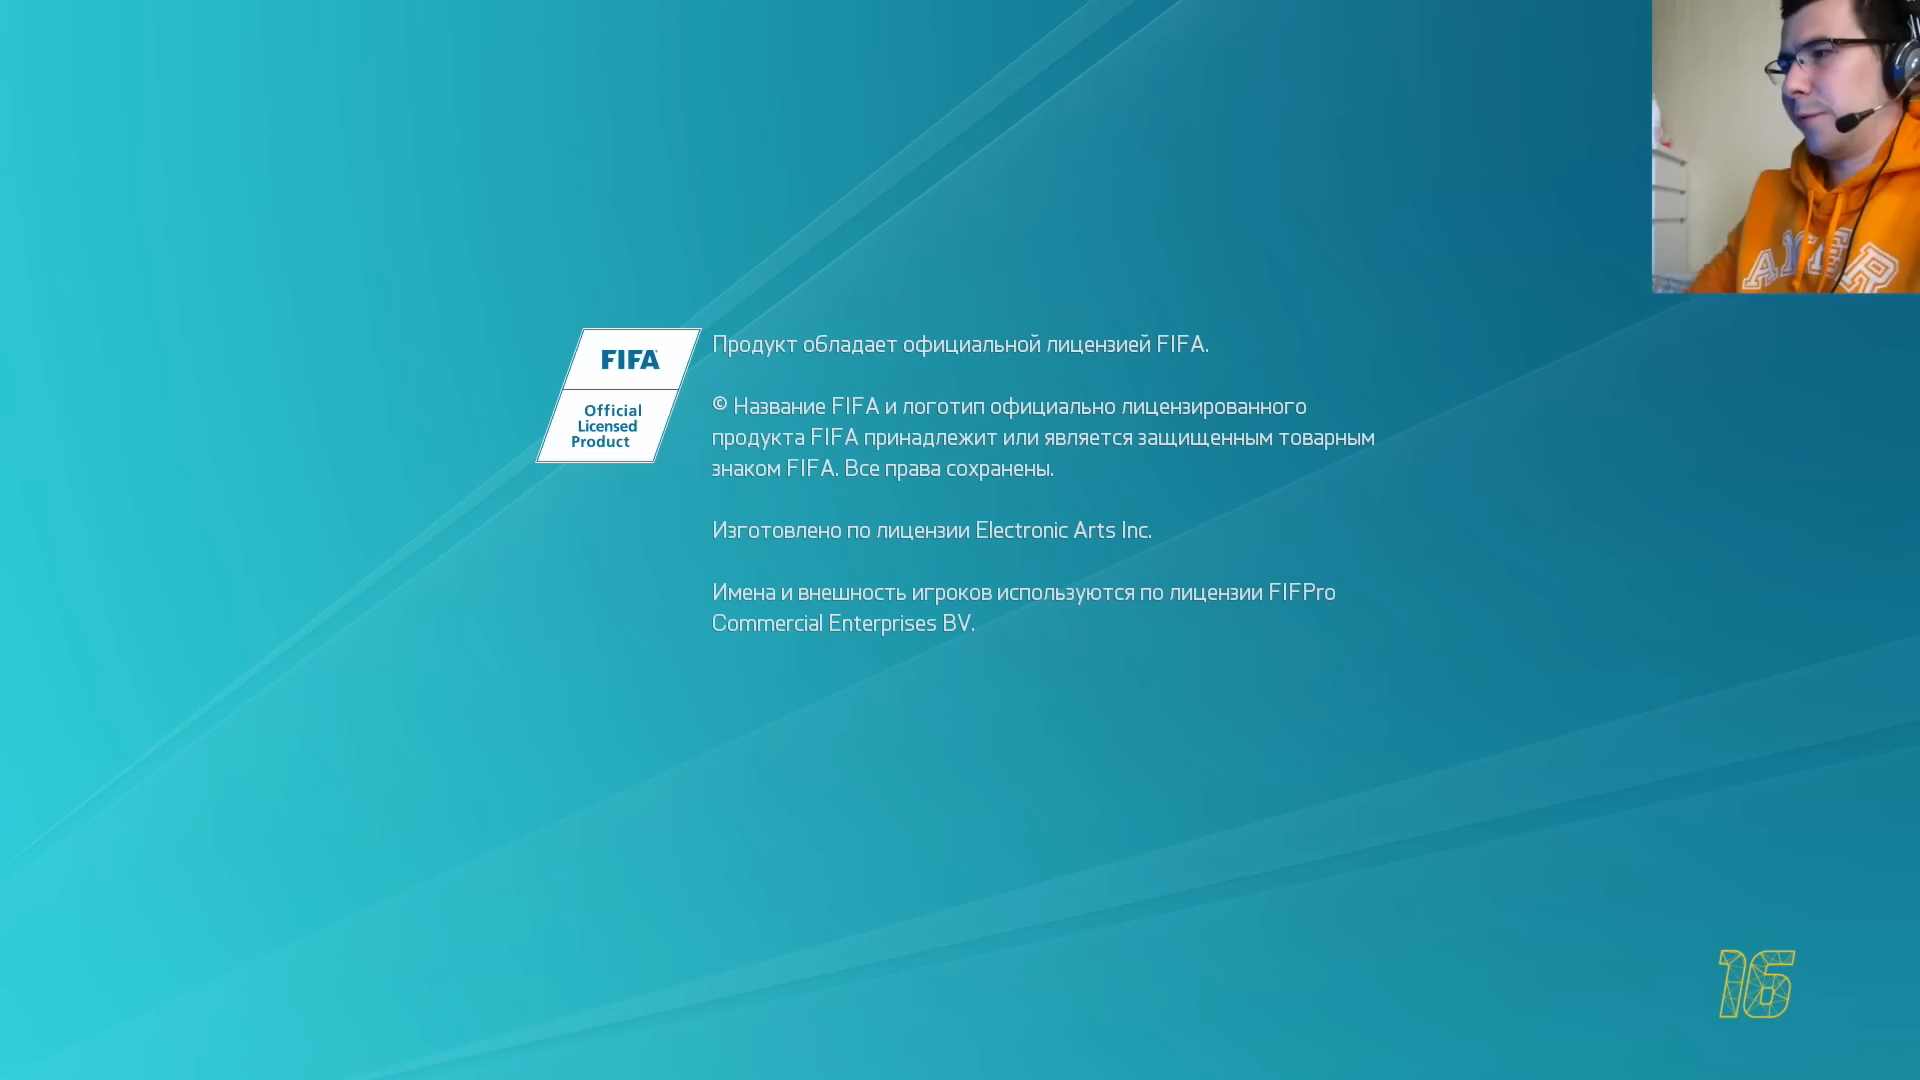 FIFA
Official
Licensed
Product
Продукт обладает официальной лицензией FIFA.
© Название FIFA и логотип официально лицензированного
продукта FIFA принадлежит или является защищенным товарным
знаком FIFA. Все права сохранены.
Изготовлено по лицензии Electronic Arts Inc.
Имена и внешность игроков используются по лицензии FIFPro
Commercial Enterprises BV.
16